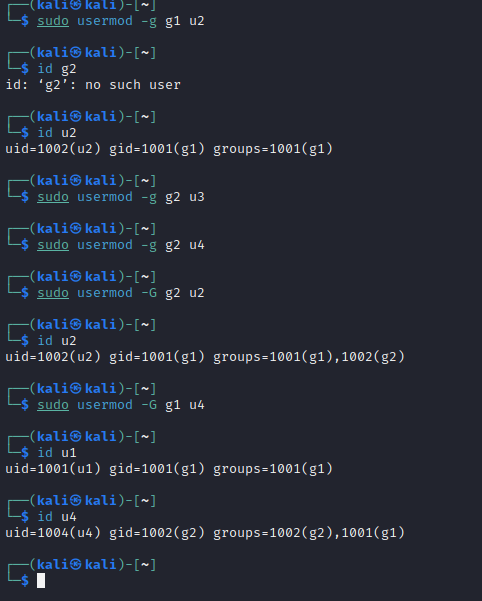 └─$ sudo usermod -g g1 u2
┌──(kali㉿kali)-[~]
└─$ id g2
id: ‘g2’: no such user
┌──(kali㉿kali)-[~]
└─$ id u2
uid=1002(u2) gid=1001(g1) groups=1001(g1)
┌──(kali㉿kali)-[~]
└─$ sudo usermod -g g2 u3
┌──(kali㉿kali)-[~]
└─$ sudo usermod -g g2 u4
┌──(kali㉿kali)-[~]
└─$ sudo usermod -G g2 u2
┌──(kali㉿kali)-[~]
└─$ id u2
uid=1002(u2) gid=1001(g1) groups=1001(g1),1002(g2)
┌──(kali㉿kali)-[~]
└─$ sudo usermod -G g1 u4
┌──(kali㉿kali)-[~]
└─$ id u1
uid=1001(u1) gid=1001(g1) groups=1001(g1)
┌──(kali㉿kali)-[~]
└─$ id u4
uid=1004(u4) gid=1002(g2) groups=1002(g2),1001(g1)
┌──(kali㉿kali)-[~]
└─$